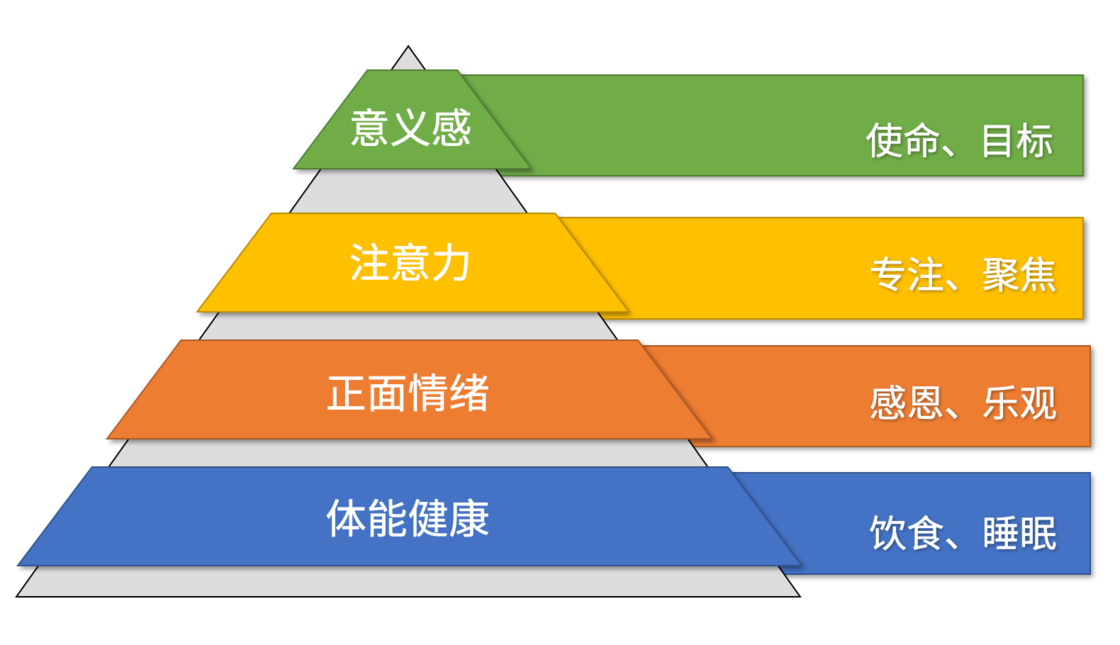 意义感
使命、目标
注意力
专注、聚焦
正面情绪
感恩、乐观
体能健康
饮食、睡眠